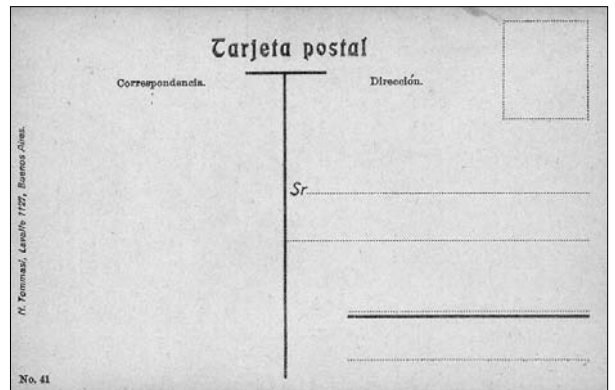 Tarjeta postal
Correspondencia.
Dirección.
Sr
N. Tommasi, Lavalle 1127, Buenos Aires.
No. 41